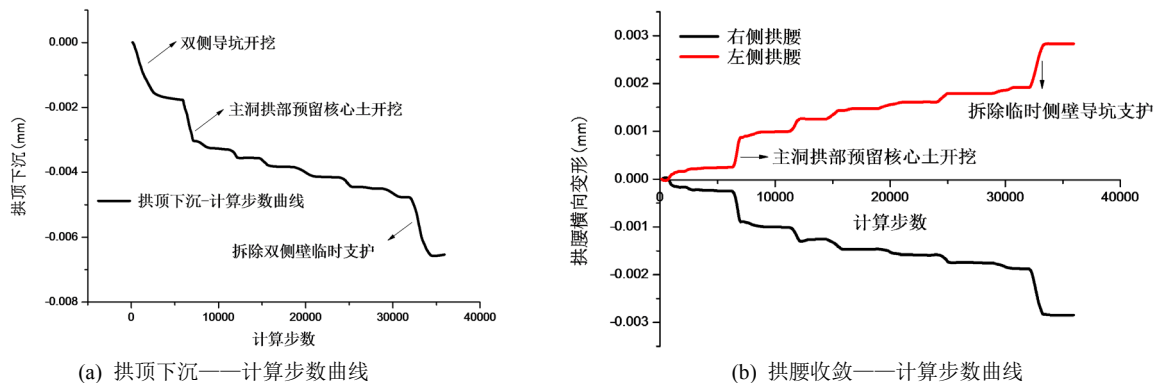 0.000
-0.002
-0.004
-0.006
-0.008
拱顶下沉(mm)
双侧导坑开挖
主洞拱部预留核心土开挖
拱顶下沉-计算步数曲线
拆除双侧壁临时支护
0 10000 20000 30000 40000
计算步数
(a) 拱顶下沉——计算步数曲线
0.003
0.002
0.001
0.000
-0.001
-0.002
-0.003
拱腰横向变形(mm)
右侧拱腰
左侧拱腰
拆除临时侧壁导坑支护
主洞拱部预留核心土开挖
0 10000 20000 30000 40000
计算步数
(b) 拱腰收敛——计算步数曲线